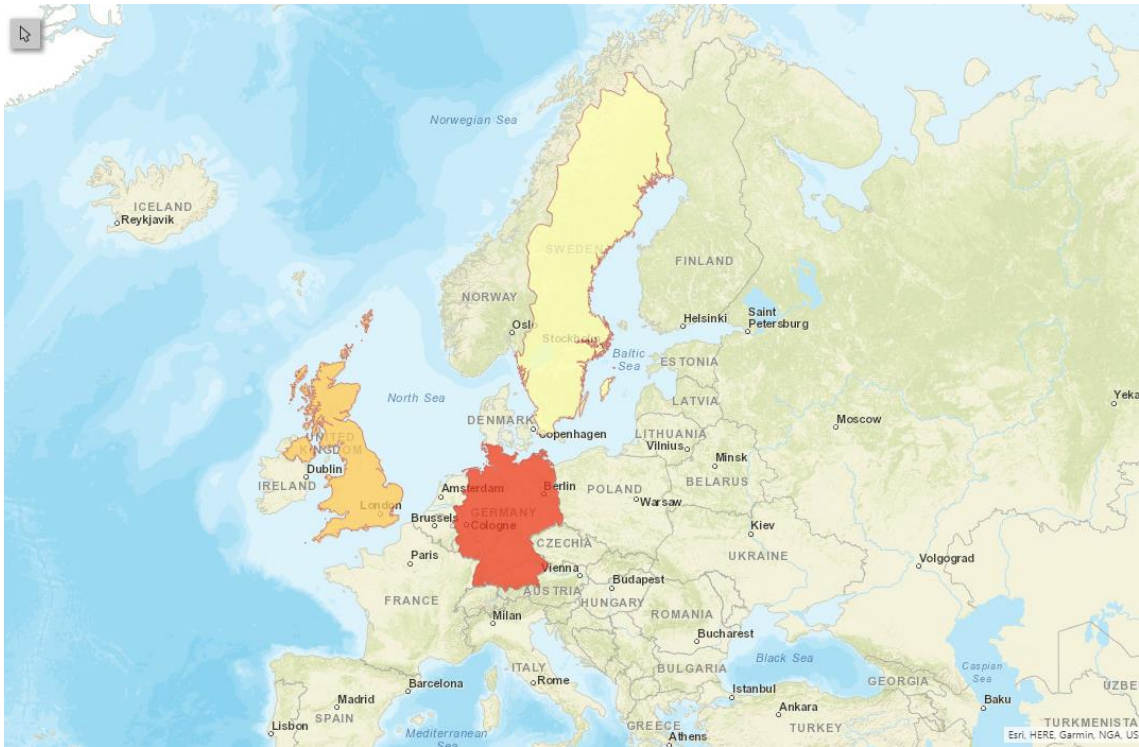 Norwegian Sea
ICELAND
Reykjavik
SWEDEN
FINLAND
NORWAY
Oslo
Helsinki
Saint
Petersburg
Stockholm
Baltic
Sea
ESTONIA
North Sea
LATVIA
Yeka
DENMARK
Moscow
Copenhagen
LITHUANIA
Vilnius
UNITED
KINGDOM
Minsk
Dublin
IRELAND
BELARUS
Amsterdam
Berlin
POLAND
Warsaw
London
GERMANY
Brussels
Cologne
Kiev
CZECHIA
Paris
UKRAINE
Volgograd
Vienna
Budapest
AUSTRIA
FRANCE
HUNGARY
ROMANIA
Milan
Bucharest
Black Sea
ITALY
BULGARIA
Caspian
Sea
GEORGIA
Rome
Barcelona
UZBE
Istanbul
Madrid
Baku
Ankara
SPAIN
GREECE
TURKEY
TURKMENISTA
Lisbon
Mediterranean
Sea
Athens
Esri, HERE, Garmin, NGA, US